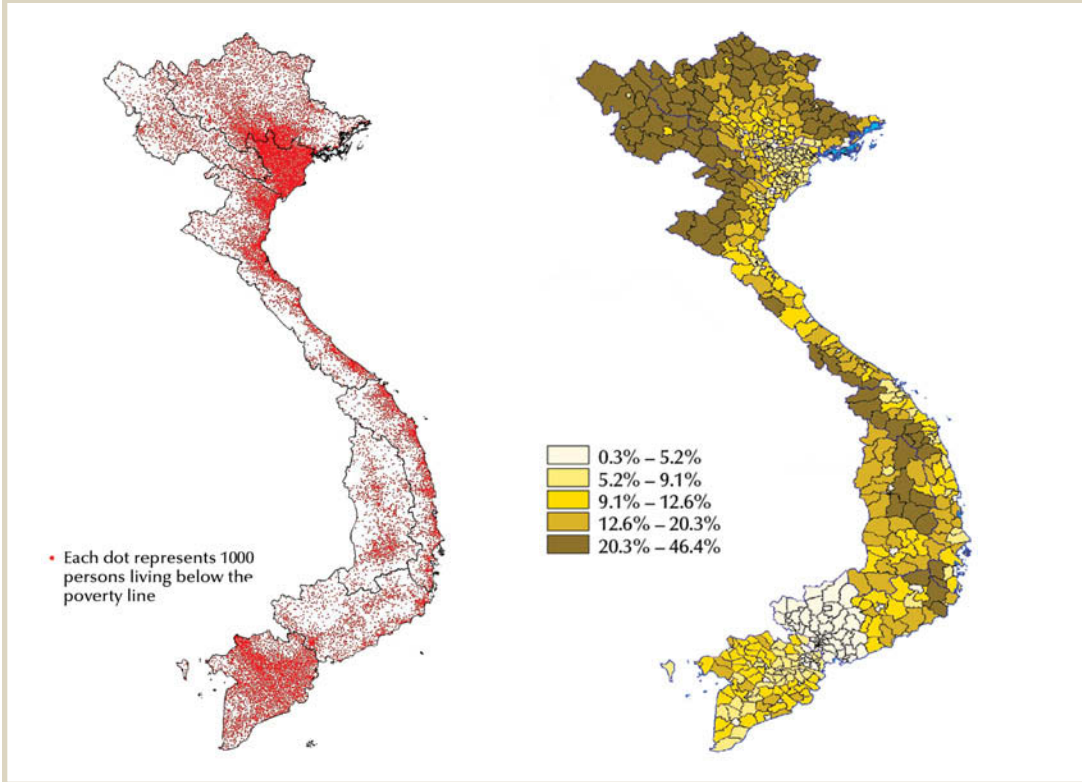 • Each dot represents 1000
persons living below the
poverty line
0.3% – 5.2%
5.2% – 9.1%
9.1% – 12.6%
12.6% – 20.3%
20.3% – 46.4%